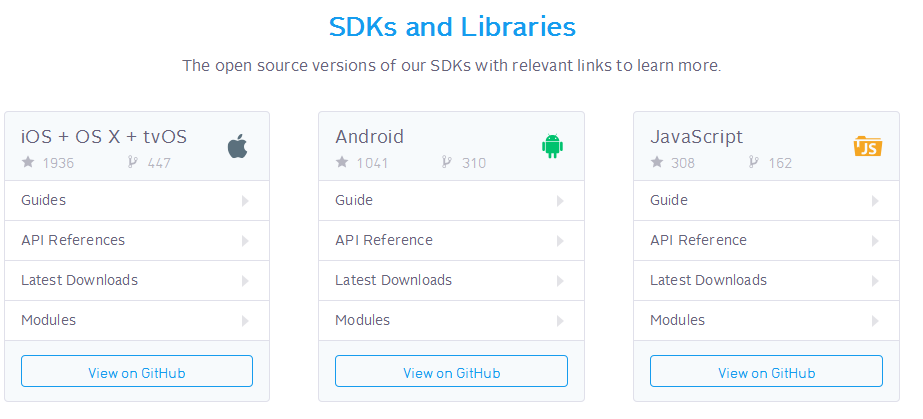 SDKs and Libraries
The open source versions of our SDKs with relevant links to learn more.
iOS + OS X + tvOS
1936 447
Guides
API References
Latest Downloads
Modules
View on GitHub
Android
1041 310
Guide
API Reference
Latest Downloads
Modules
View on GitHub
JavaScript
308 162
JS
Guide
API Reference
Latest Downloads
Modules
View on GitHub